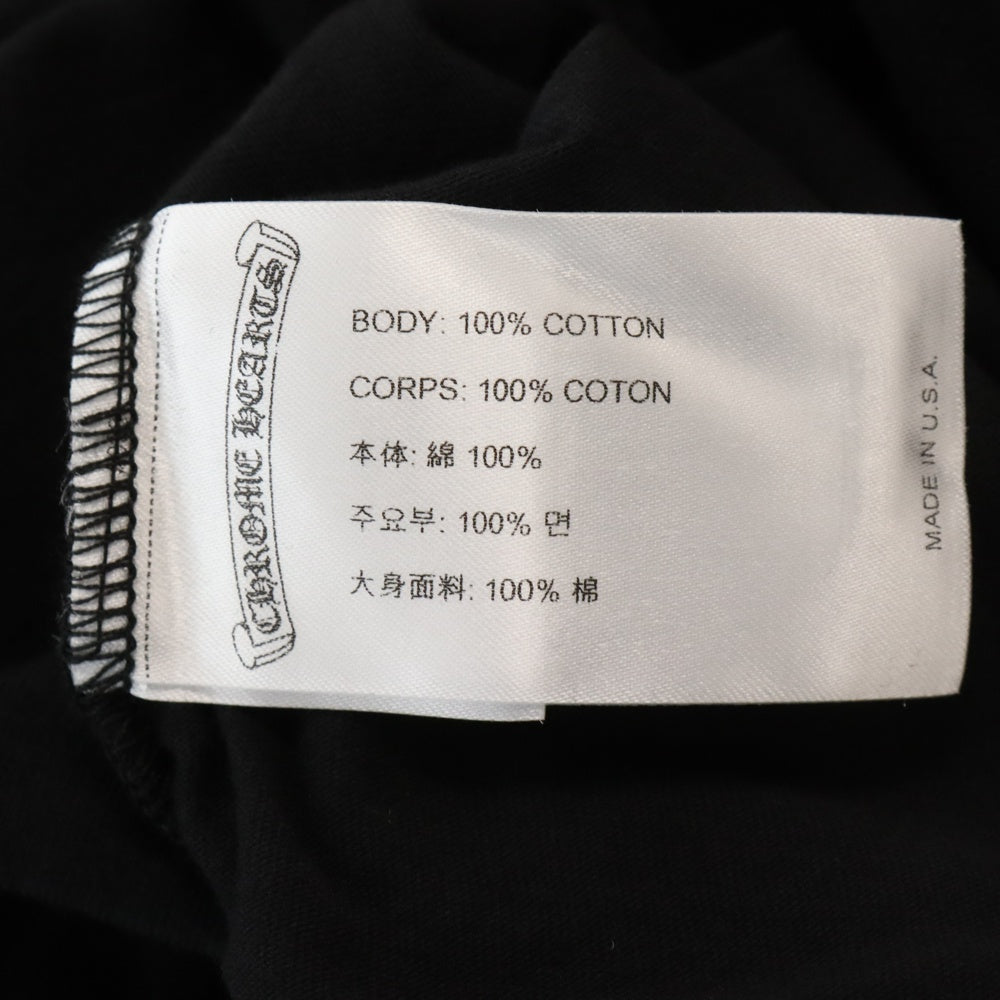 CHROME HEARTS
BODY: 100% COTTON
CORPS: 100% COTON
本体: 綿 100%
주요부: 100% 면
大身面料: 100% 棉
MADE IN U.S.A.